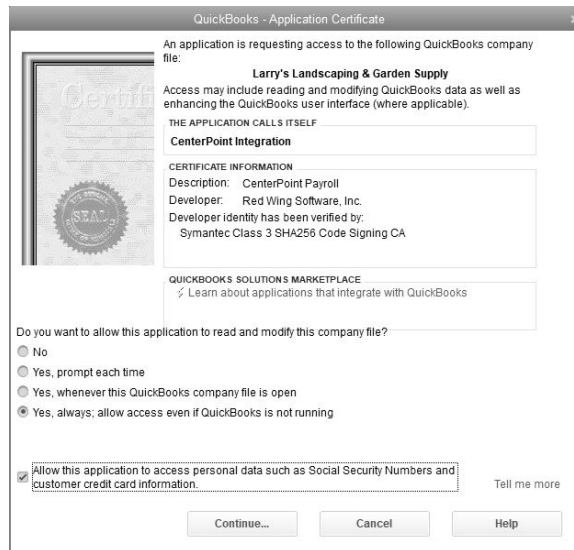 QuickBooks - Application Certificate
An application is requesting access to the following QuickBooks company
file:
Larry's Landscaping & Garden Supply
Access may include reading and modifying QuickBooks data as well as
enhancing the QuickBooks user interface (where applicable).
THE APPLICATION CALLS ITSELF
CenterPoint Integration
CERTIFICATE INFORMATION
Description: CenterPoint Payroll
Developer: Red Wing Software, Inc.
Developer identity has been verified by:
Symantec Class 3 SHA256 Code Signing CA
Certifi
SEAL
QUICKBOOKS SOLUTIONS MARKETPLACE
Learn about applications that integrate with QuickBooks
Do you want to allow this application to read and modify this company file?
No
Yes, prompt each time
Yes, whenever this QuickBooks company file is open
Yes, always; allow access even if QuickBooks is not running
Allow this application to access personal data such as Social Security Numbers and
customer credit card information.
Tell me more
Continue... Cancel Help